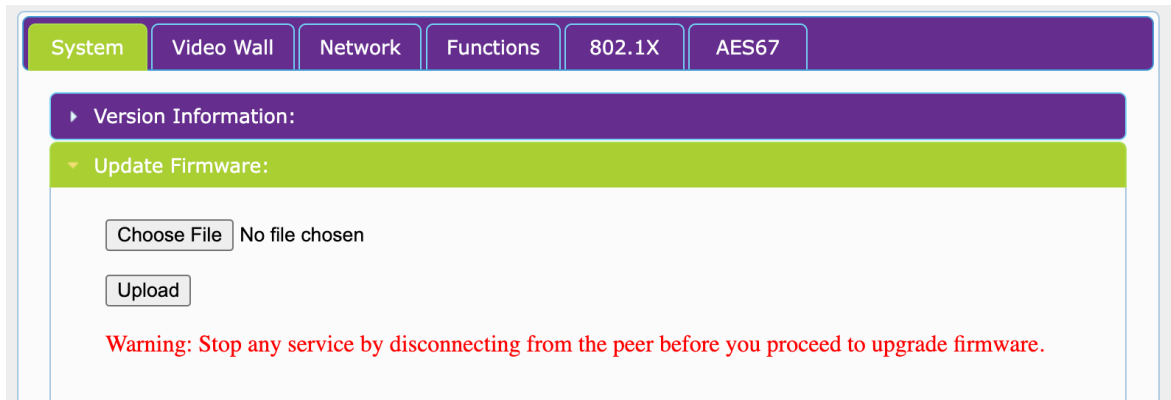 System Video Wall Network Functions 802.1X AES67
Version Information:
Update Firmware:
Choose File No file chosen
Upload
Warning: Stop any service by disconnecting from the peer before you proceed to upgrade firmware.